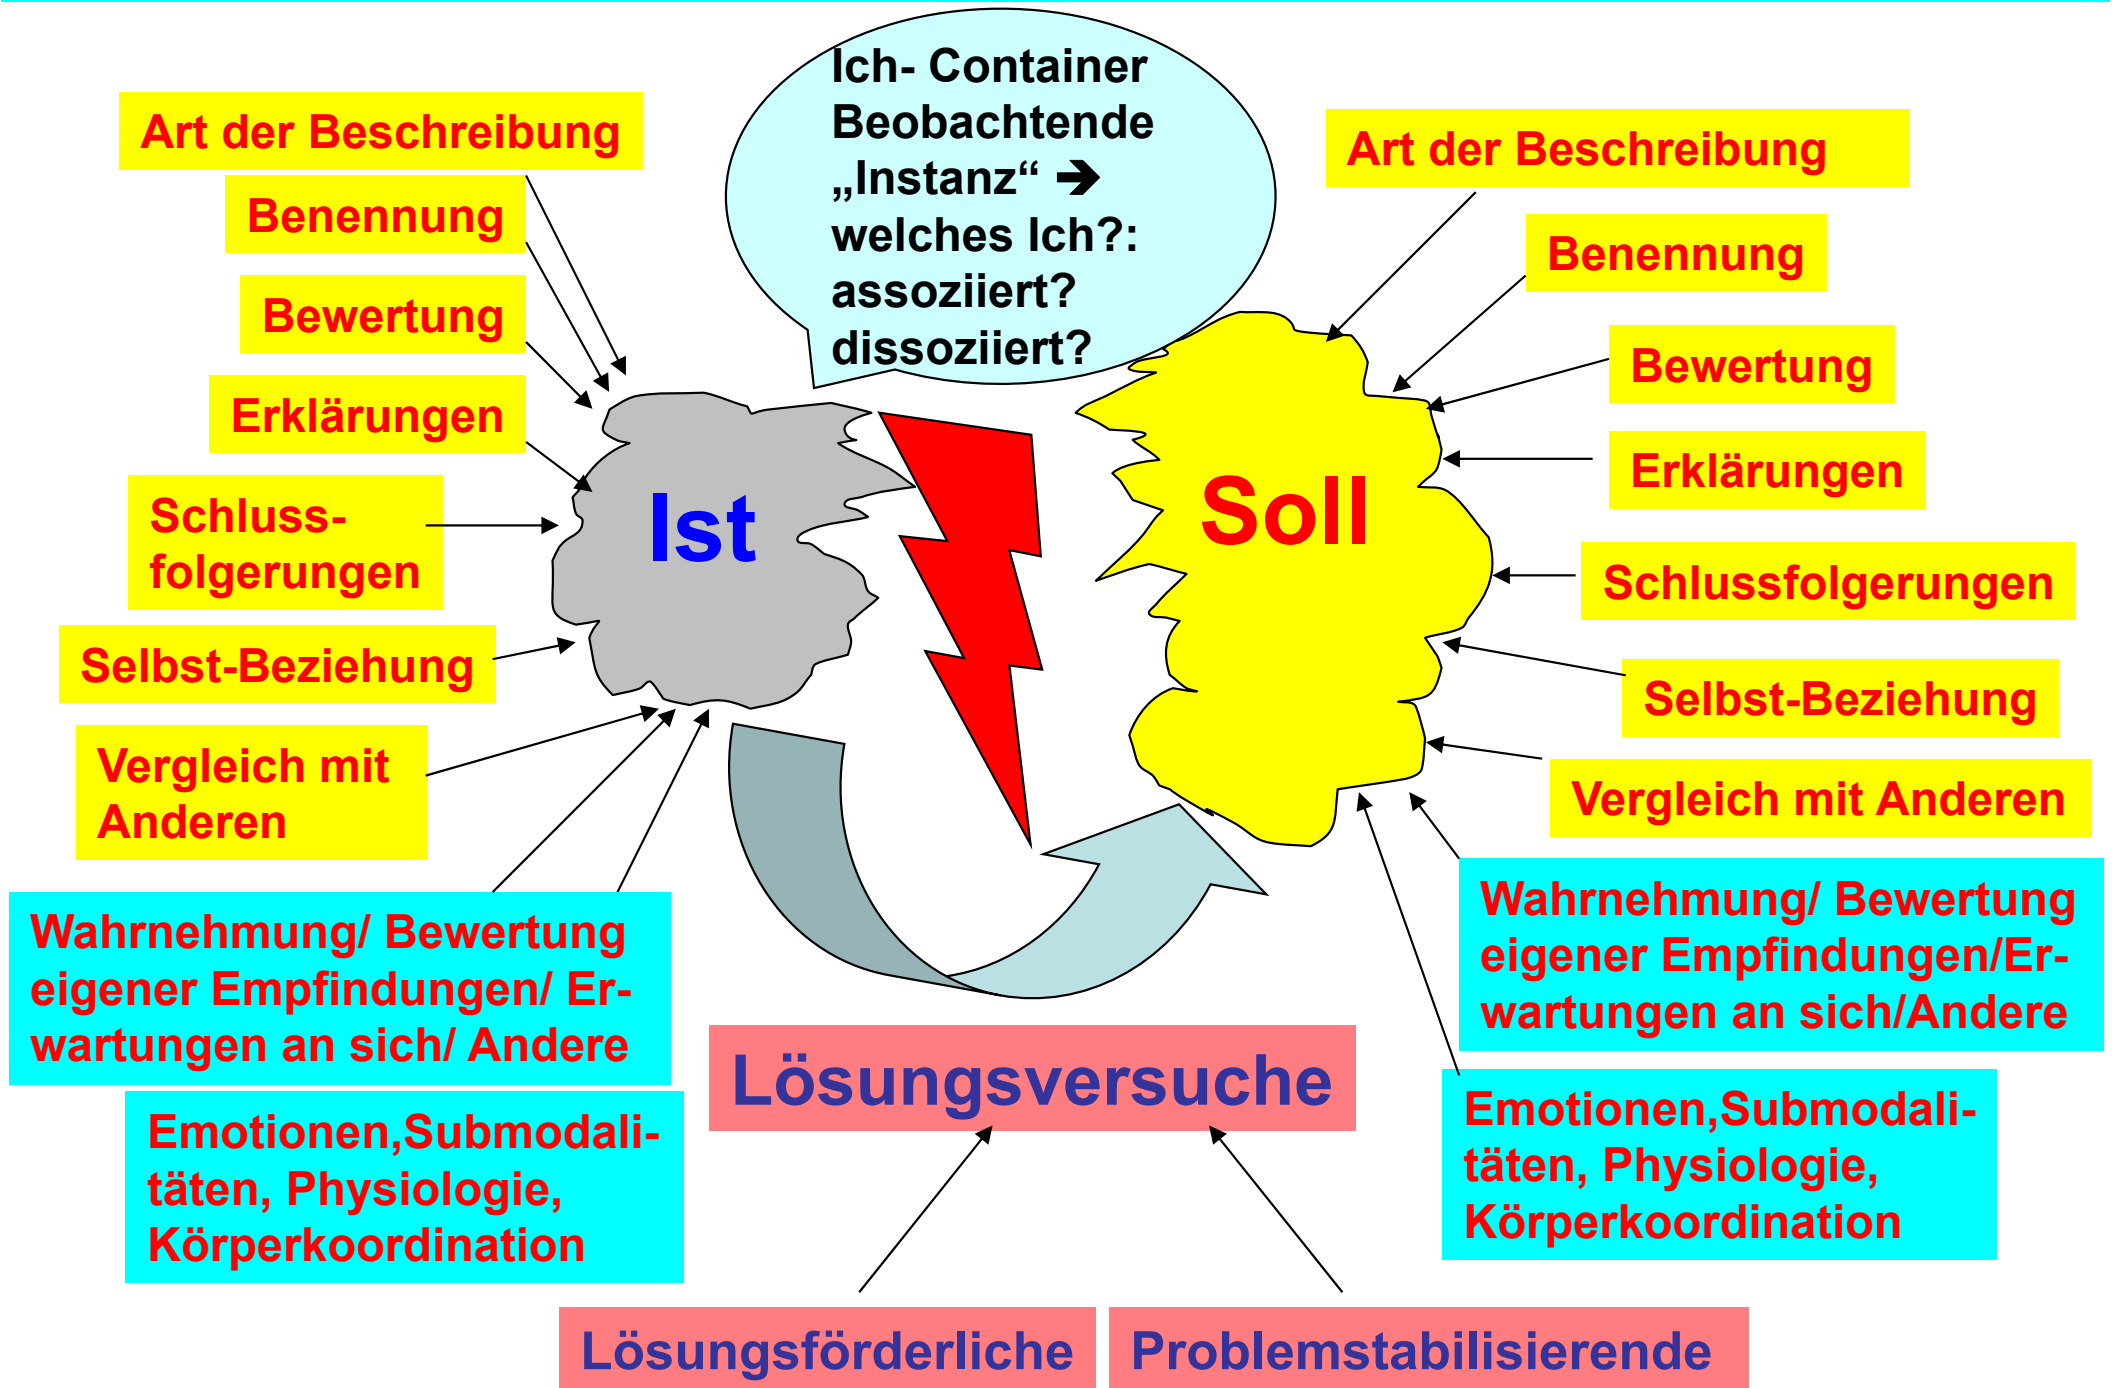 Ich- Container
Beobachtende
„Instanz“ ➔
welches Ich?:
assoziiert?
dissoziiert?
Art der Beschreibung
Benennung
Bewertung
Erklärungen
Schluss-
folgerungen
Selbst-Beziehung
Vergleich mit
Anderen
Wahrnehmung/ Bewertung
eigener Empfindungen/ Er-
wartungen an sich/ Andere
Emotionen,Submodali-
täten, Physiologie,
Körperkoordination
Ist
Soll
Art der Beschreibung
Benennung
Bewertung
Erklärungen
Schlussfolgerungen
Selbst-Beziehung
Vergleich mit Anderen
Wahrnehmung/ Bewertung
eigener Empfindungen/Er-
wartungen an sich/Andere
Emotionen,Submodali-
täten, Physiologie,
Körperkoordination
Lösungsversuche
Lösungsförderliche
Problemstabilisierende